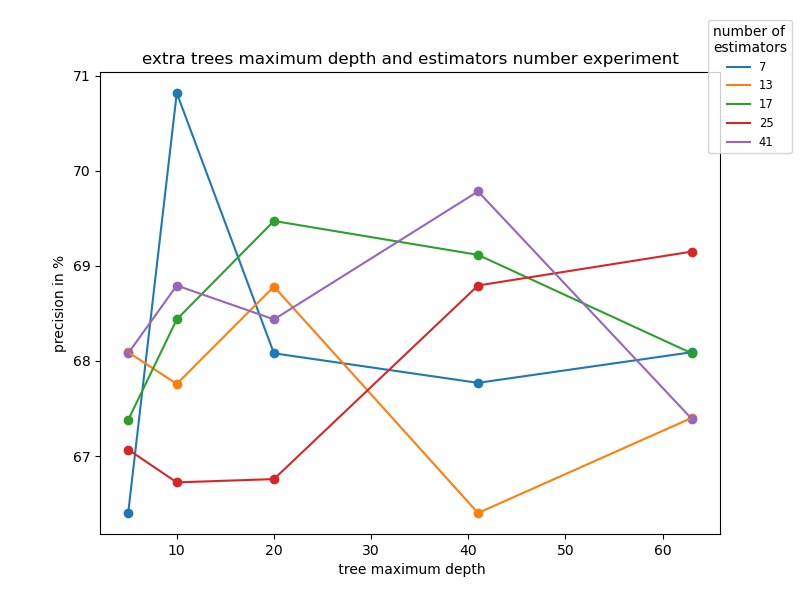 number of
estimators
7
13
17
25
41
extra trees maximum depth and estimators number experiment
71
70
69
68
67
precision in %
10 20 30 40 50 60
tree maximum depth